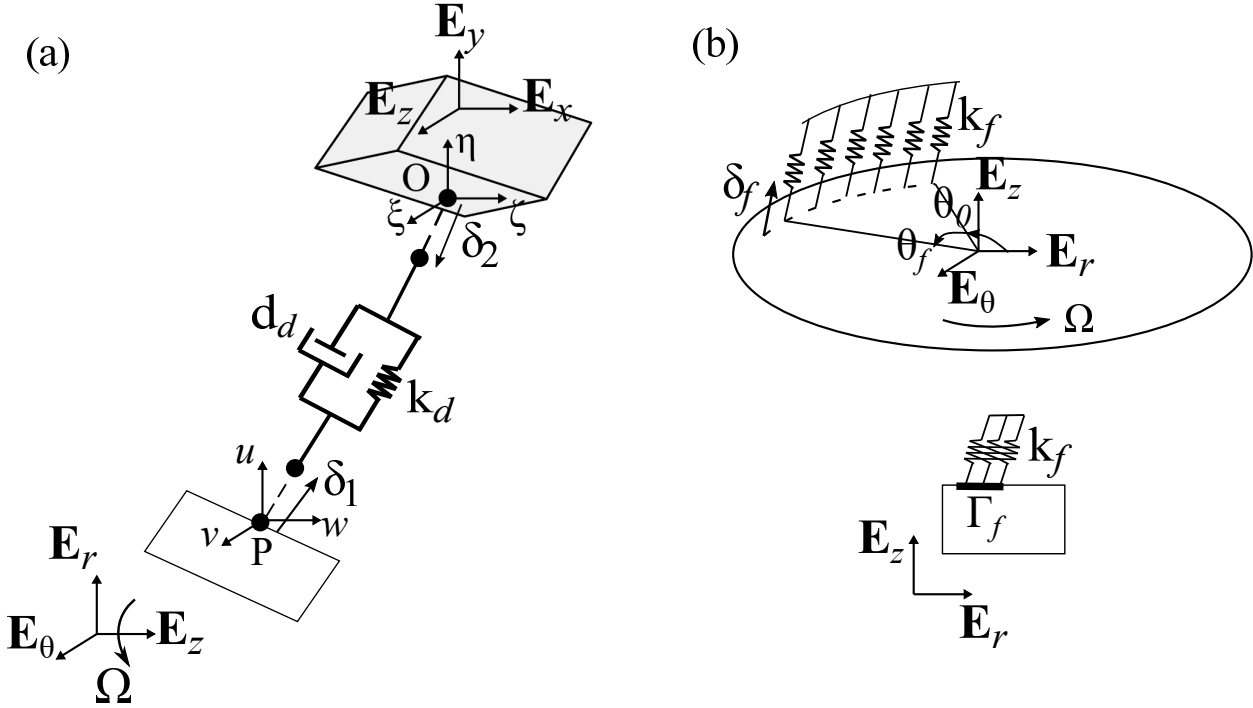 (a)
E_y
E_z
E_x
η
O
ξ
ζ
δ_2
d_d
k_d
u
δ_1
v
w
P
E_r
E_θ
E_z
Ω
(b)
k_f
δ_f
E_z
θ_0
θ_f
E_r
E_θ
Ω
k_f
Γ_f
E_z
E_r